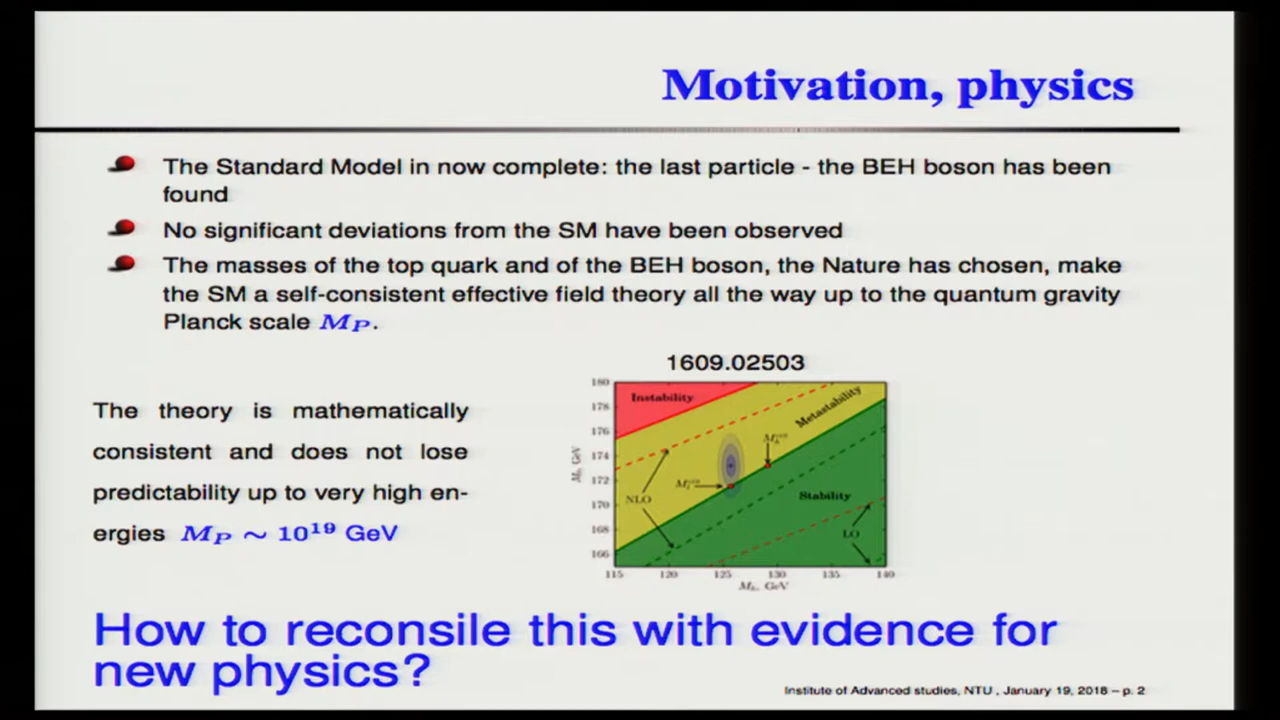 Motivation, physics
The Standard Model in now complete: the last particle - the BEH boson has been
found
No significant deviations from the SM have been observed
The masses of the top quark and of the BEH boson, the Nature has chosen, make
the SM a self-consistent effective field theory all the way up to the quantum gravity
Planck scale M_P.
The theory is mathematically
consistent and does not lose
predictability up to very high en-
ergies M_P ∼ 10¹⁹ GeV
1609.02503
180
178
176
174
172
170
168
166
Instability
Metastability
Stability
NLO
LO
115 120 125 130 135 140
M_h, GeV
How to reconsile this with evidence for
new physics?
Institute of Advanced studies, NTU , January 19, 2018 – p. 2